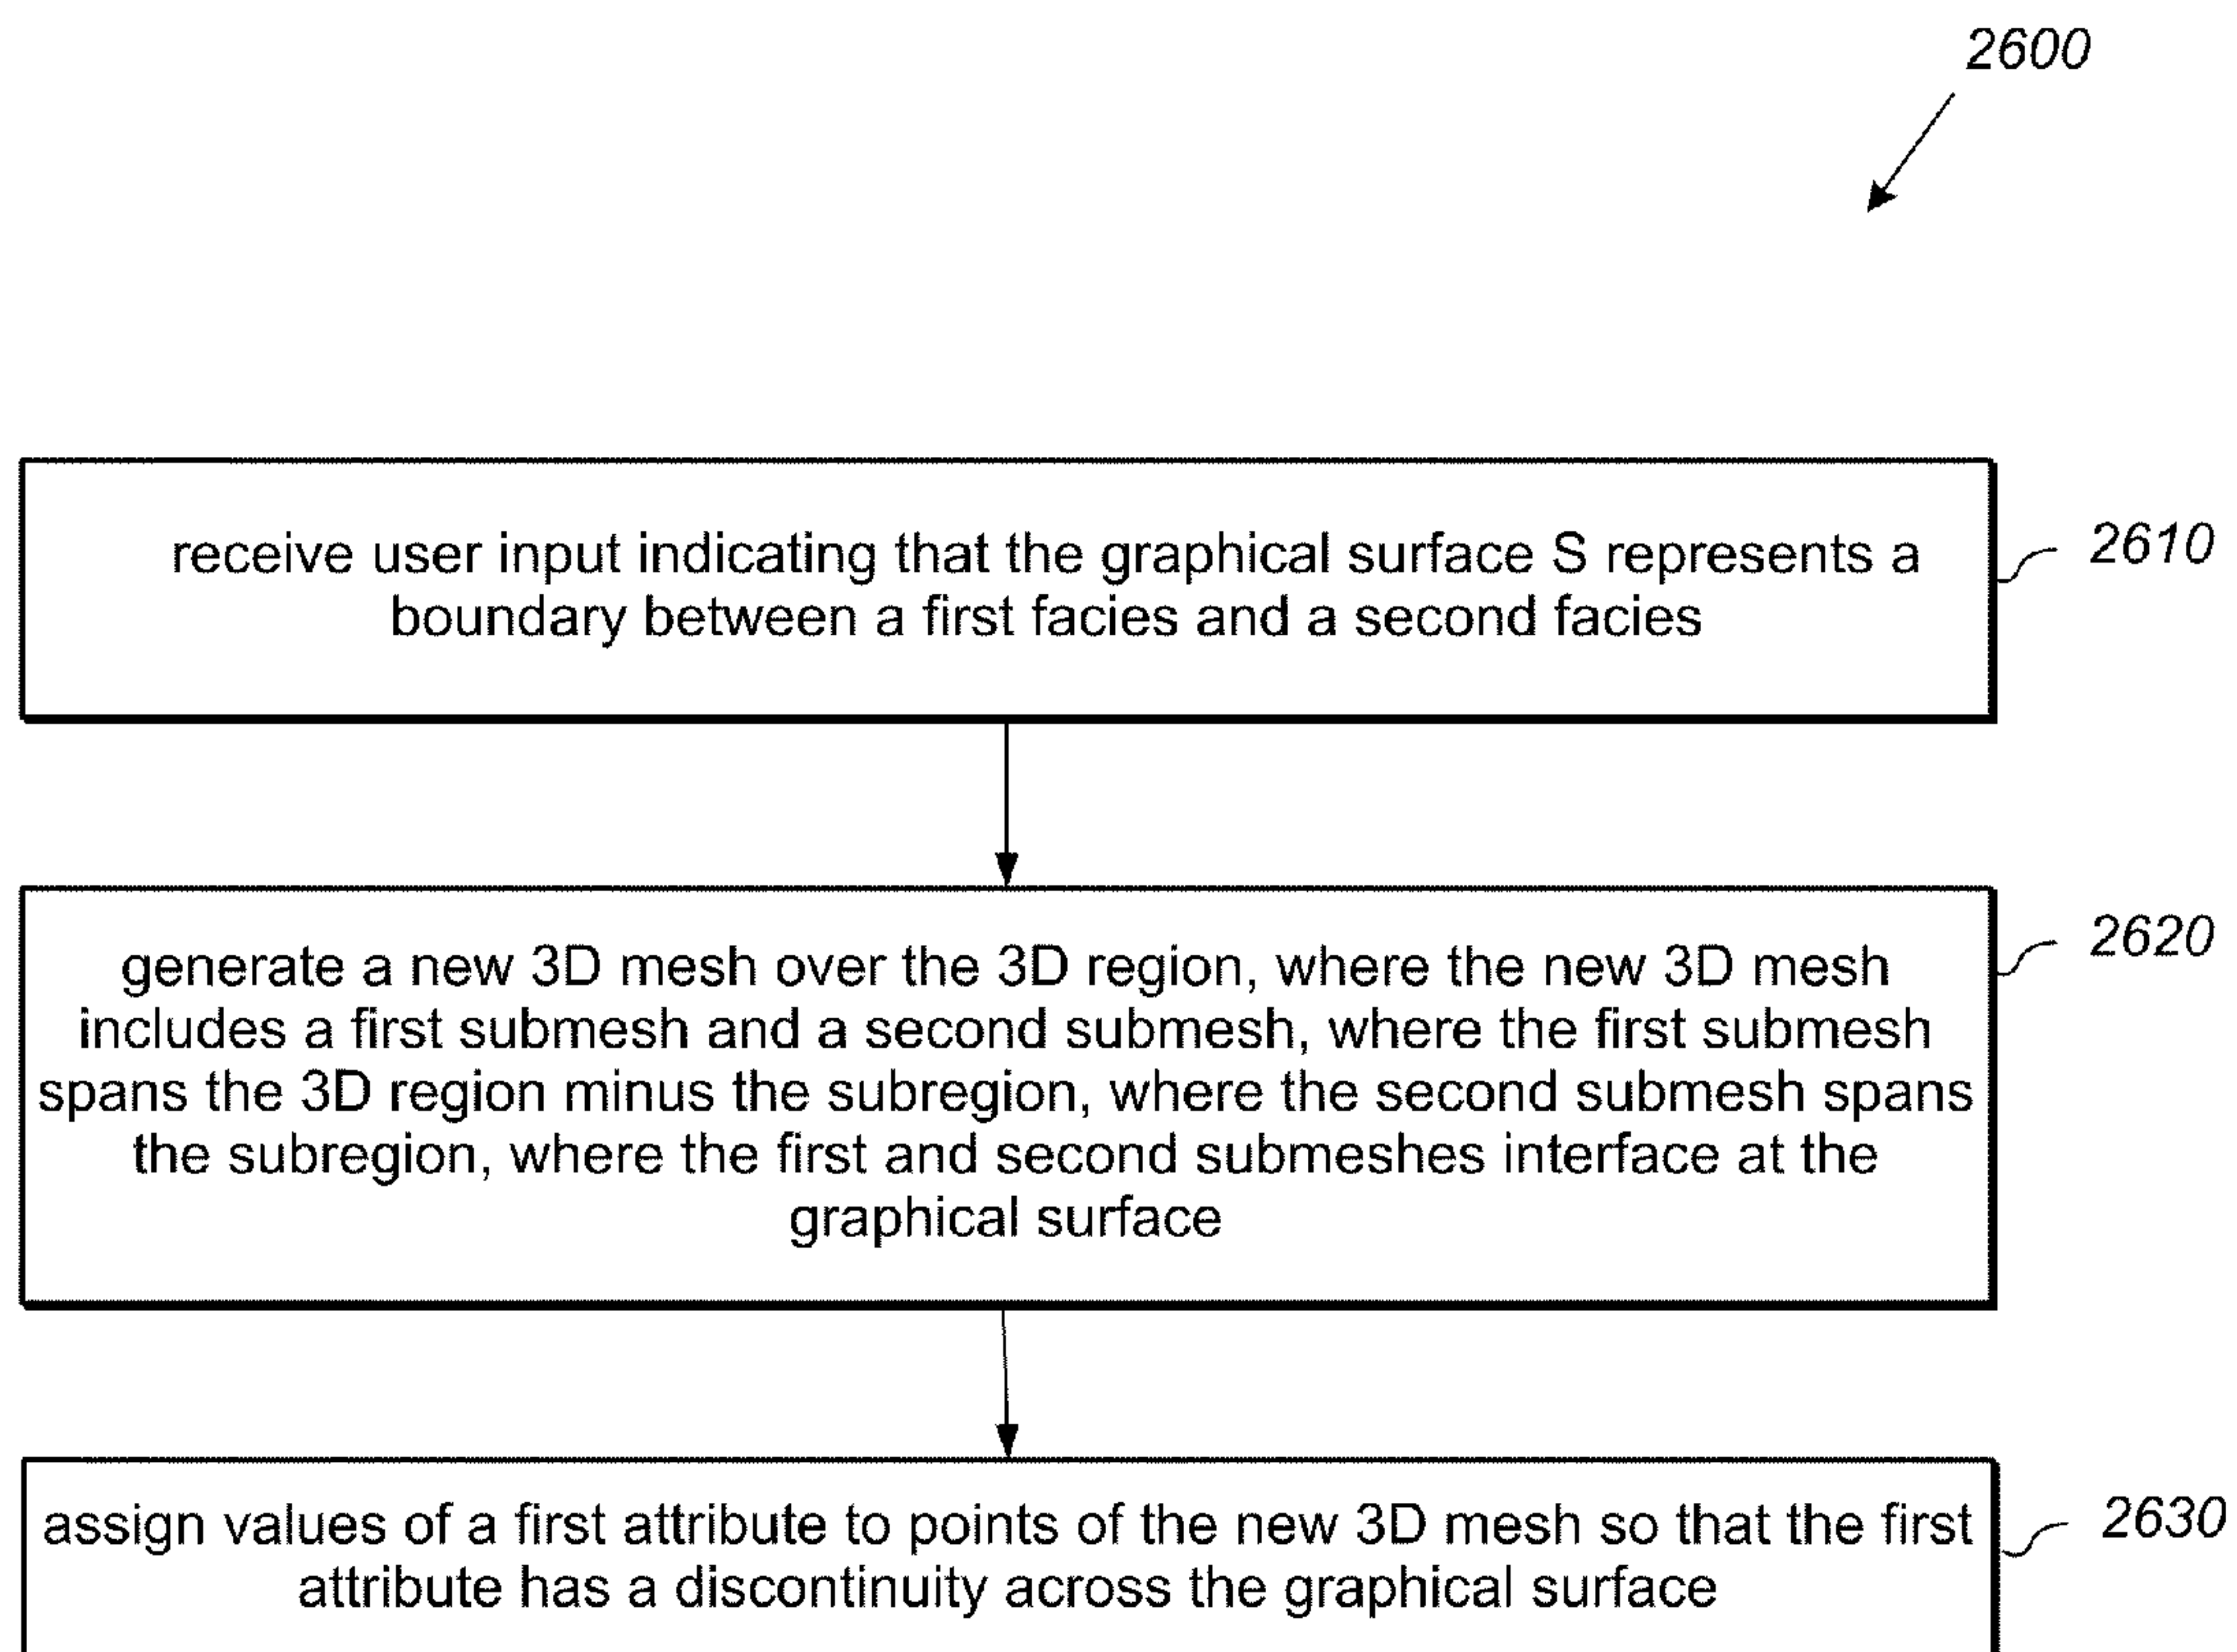 2600
receive user input indicating that the graphical surface S represents a
boundary between a first facies and a second facies
2610
generate a new 3D mesh over the 3D region, where the new 3D mesh
includes a first submesh and a second submesh, where the first submesh
spans the 3D region minus the subregion, where the second submesh spans
the subregion, where the first and second submeshes interface at the
graphical surface
2620
assign values of a first attribute to points of the new 3D mesh so that the first
attribute has a discontinuity across the graphical surface
2630